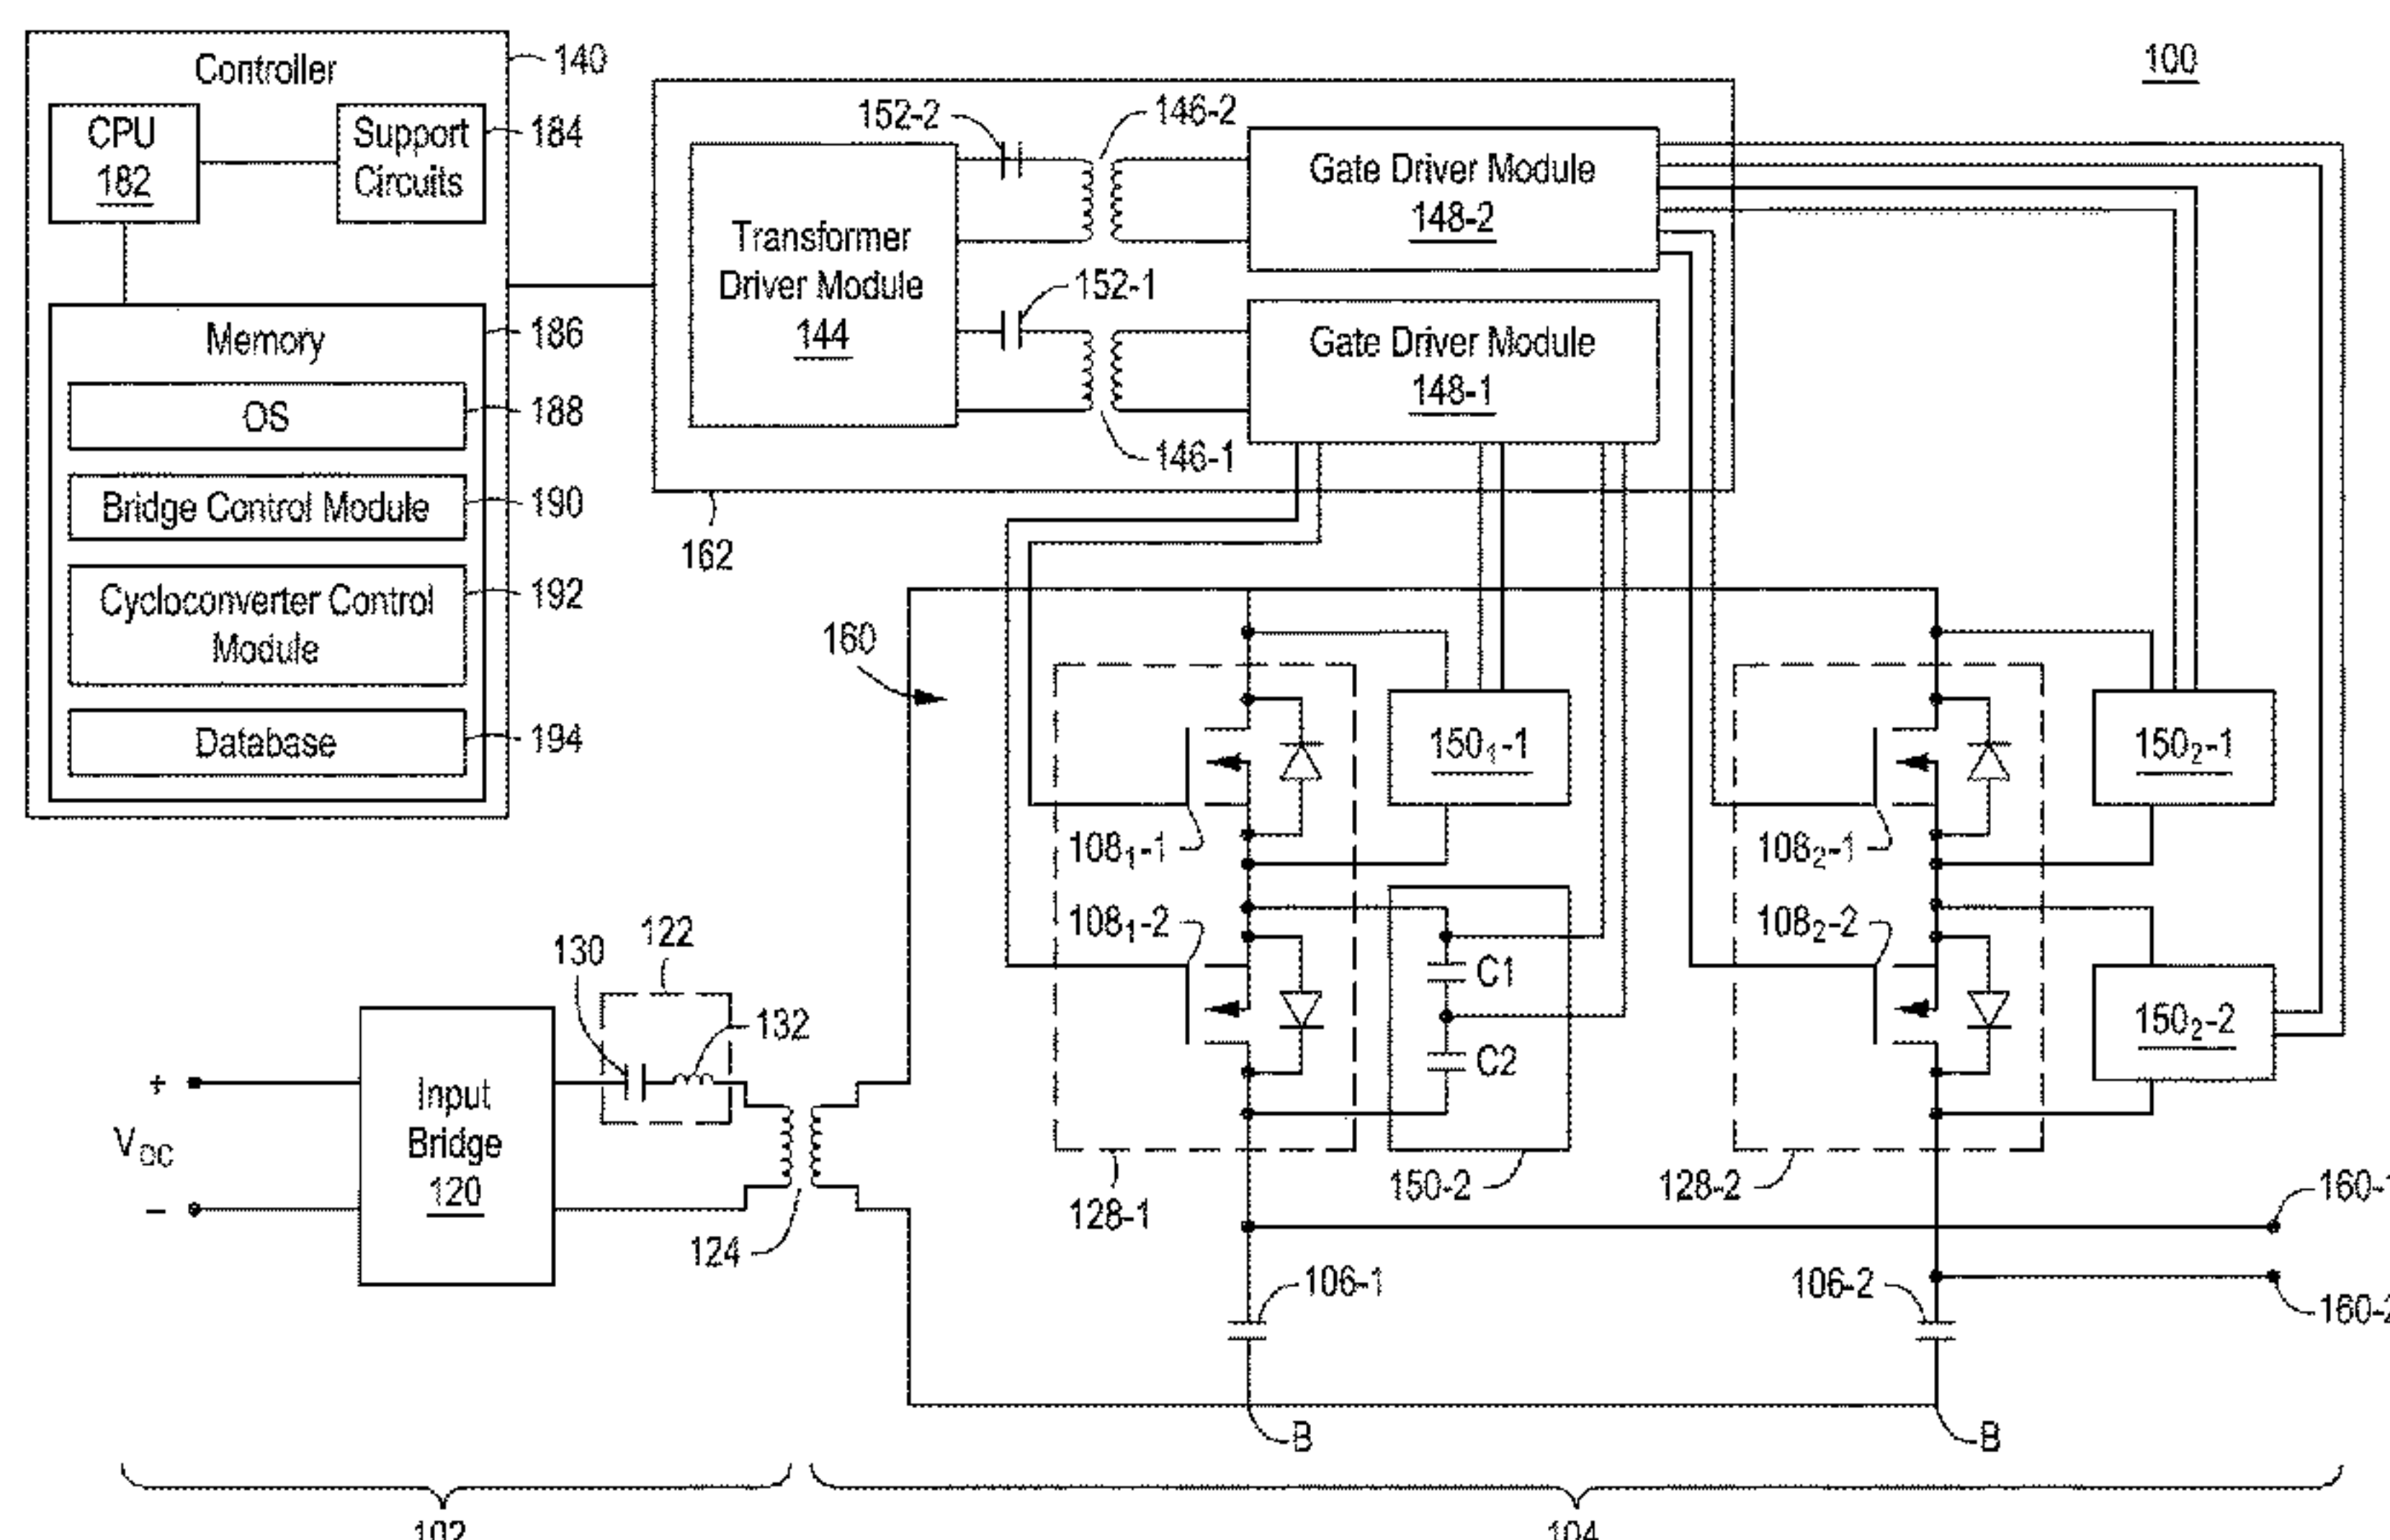 100
Controller
140
CPU
182
Support
Circuits
184
Memory
186
OS
188
Bridge Control Module
190
Cycloconverter Control
Module
192
Database
194
152-2
146-2
Transformer
Driver Module
144
152-1
146-1
Gate Driver Module
148-2
Gate Driver Module
148-1
162
160
108₁-1
150₁-1
108₂-1
150₂-1
108₁-2
C1
C2
150-2
128-1
108₂-2
150₂-2
128-2
130
122
132
+
V_DC
–
Input
Bridge
120
124
160-1
160-2
106-1
106-2
B
B
102
104